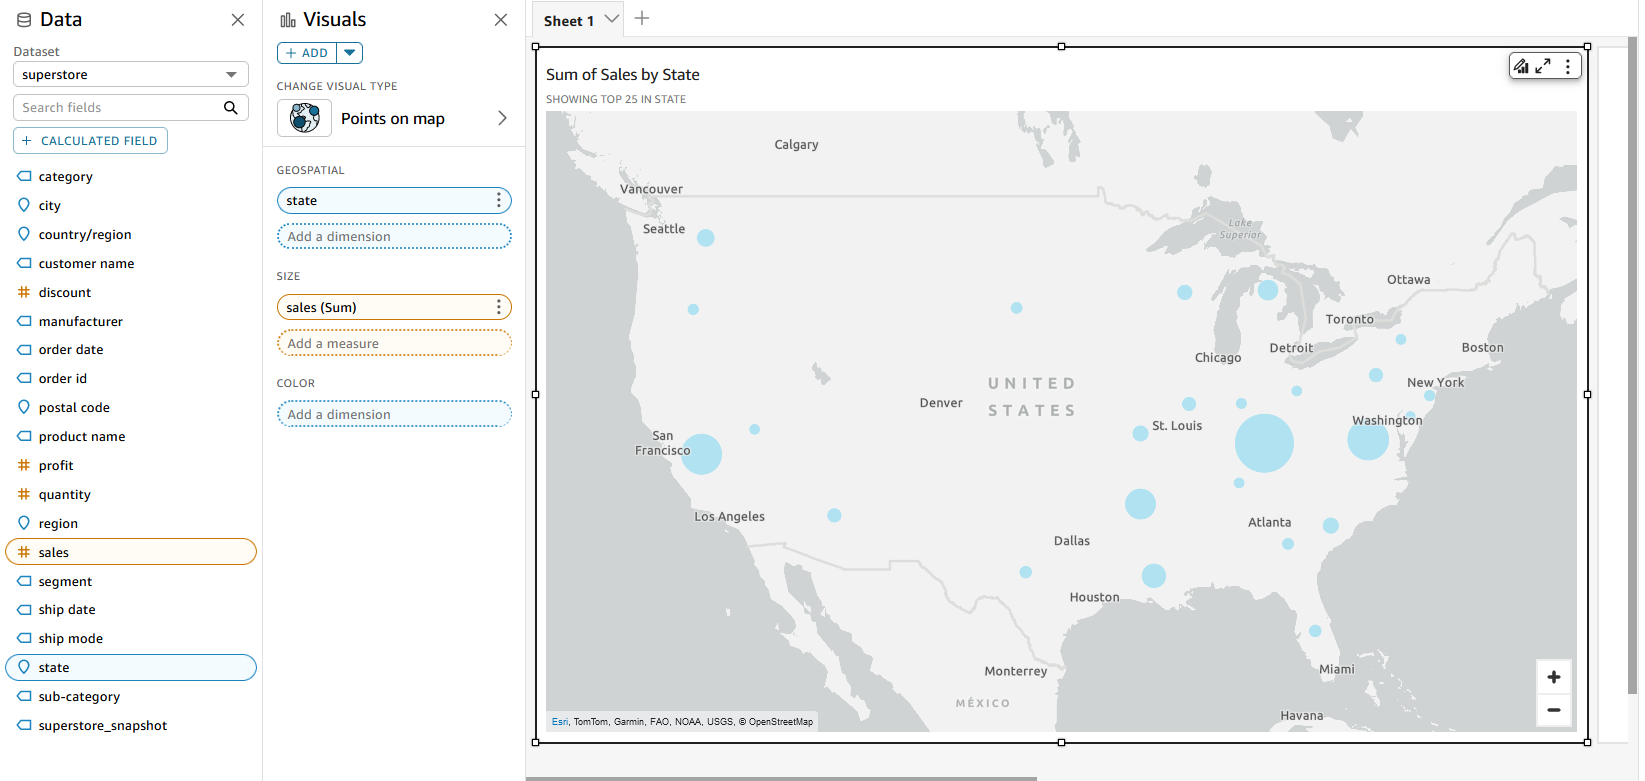 Data
Dataset
superstore
Search fields
+ CALCULATED FIELD
category
city
country/region
customer name
# discount
manufacturer
order date
order id
postal code
product name
# profit
# quantity
region
# sales
segment
ship date
ship mode
state
sub-category
superstore_snapshot
Visuals
+ ADD
CHANGE VISUAL TYPE
Points on map
GEOSPATIAL
state
Add a dimension
SIZE
sales (Sum)
Add a measure
COLOR
Add a dimension
Sheet 1
+
Sum of Sales by State
SHOWING TOP 25 IN STATE
Calgary
Vancouver
Seattle
Lake
Superior
Ottawa
Toronto
Chicago
Detroit
Boston
UNITED
STATES
New York
Denver
St. Louis
Washington
San
Francisco
Los Angeles
Atlanta
Dallas
Houston
Monterrey
Miami
MÉXICO
Havana
+
−
Esri, TomTom, Garmin, FAO, NOAA, USGS, © OpenStreetMap